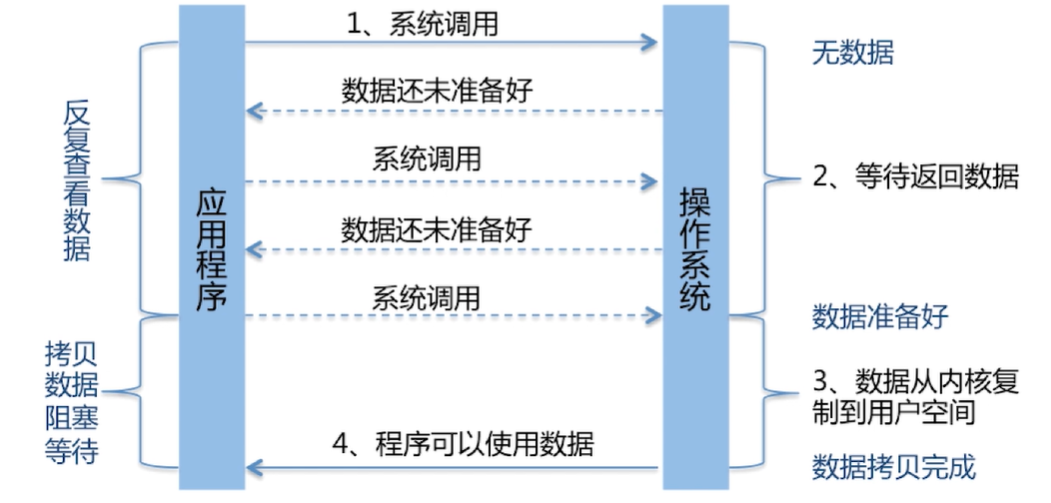 1、系统调用
无数据
数据还未准备好
反复查看数据
系统调用
2、等待返回数据
应用程序
操作系统
数据还未准备好
系统调用
数据准备好
拷贝
数据
阻塞
等待
3、数据从内核复
制到用户空间
4、程序可以使用数据
数据拷贝完成